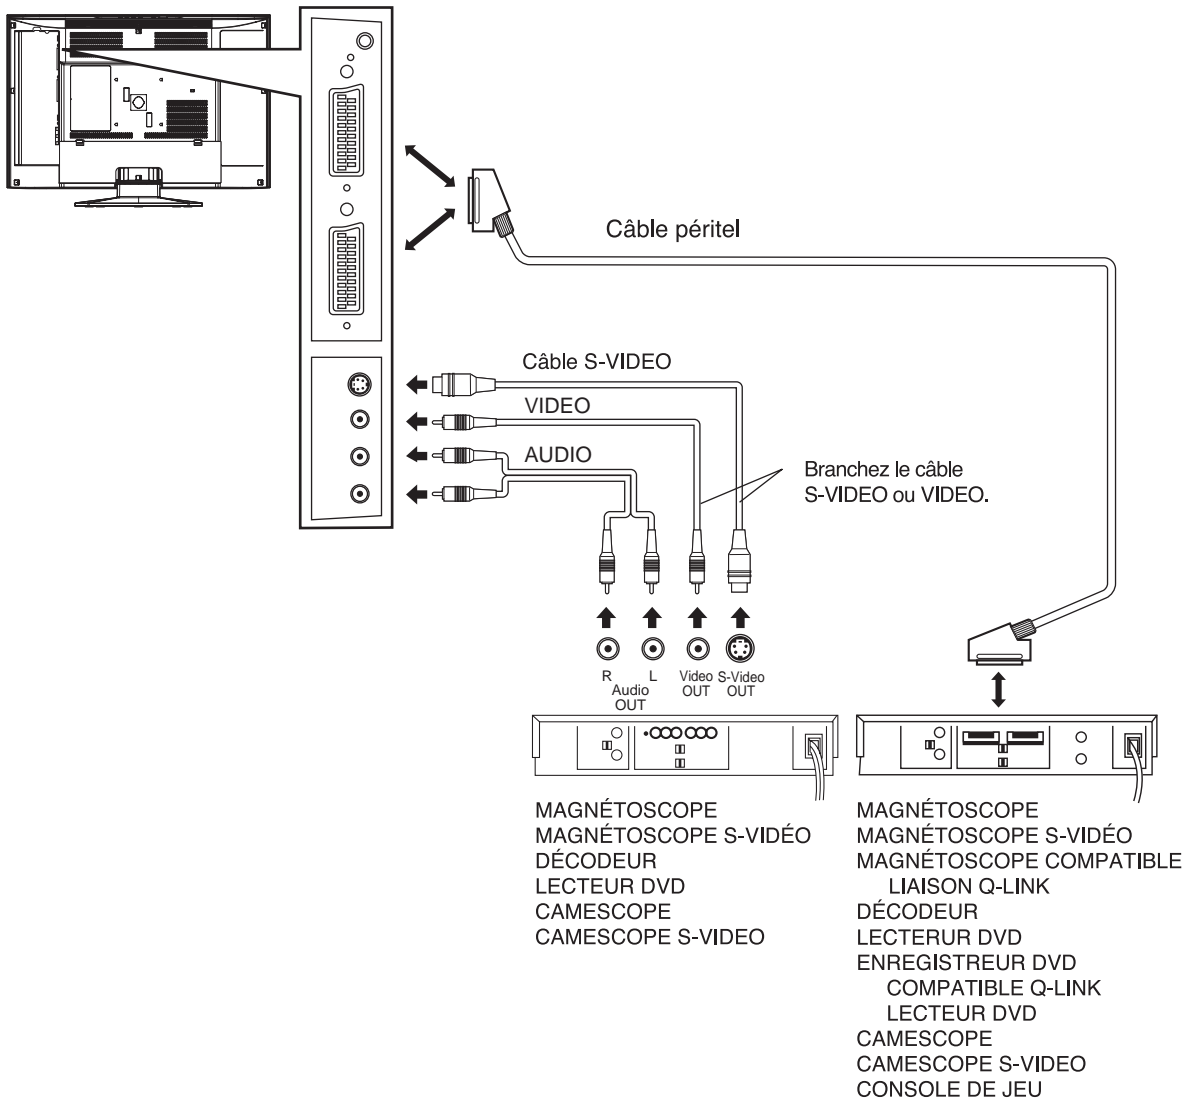 Câble péritel
Câble S-VIDEO
VIDEO
AUDIO
Branchez le câble
S-VIDEO ou VIDEO.
R L Video S-Video
Audio OUT OUT
OUT
MAGNÉTOSCOPE
MAGNÉTOSCOPE S-VIDÉO
DÉCODEUR
LECTEUR DVD
CAMESCOPE
CAMESCOPE S-VIDEO
MAGNÉTOSCOPE
MAGNÉTOSCOPE S-VIDÉO
MAGNÉTOSCOPE COMPATIBLE
LIAISON Q-LINK
DÉCODEUR
LECTERUR DVD
ENREGISTREUR DVD
COMPATIBLE Q-LINK
LECTEUR DVD
CAMESCOPE
CAMESCOPE S-VIDEO
CONSOLE DE JEU